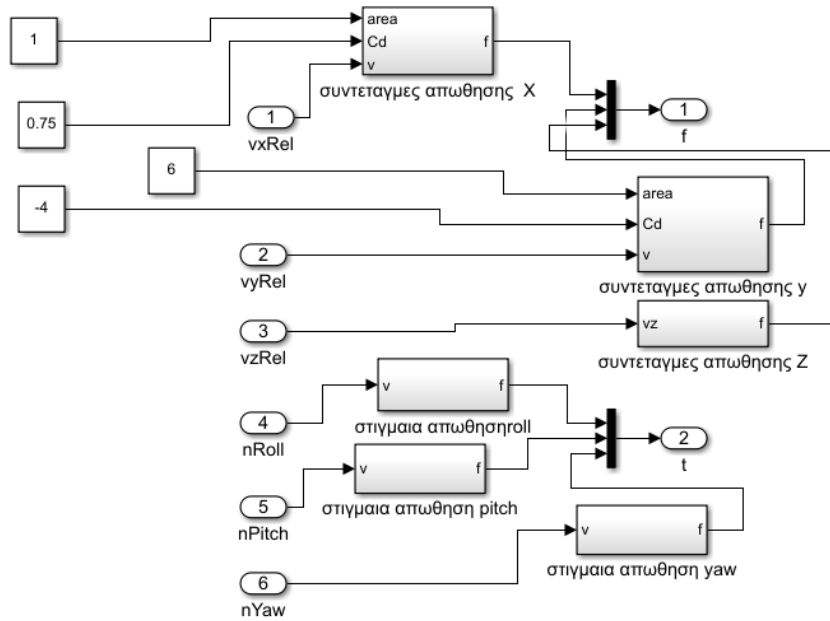 1
area
Cd
v
f
συντεταγμες απωθησης X
0.75
1
vxRel
1
f
6
-4
area
Cd
v
f
συντεταγμες απωθησης y
2
vyRel
3
vzRel
vz
f
συντεταγμες απωθησης Z
v
f
στιγμαια απωθησηroll
4
nRoll
2
t
v
f
στιγμαια απωθηση pitch
5
nPitch
v
f
στιγμαια απωθηση yaw
6
nYaw